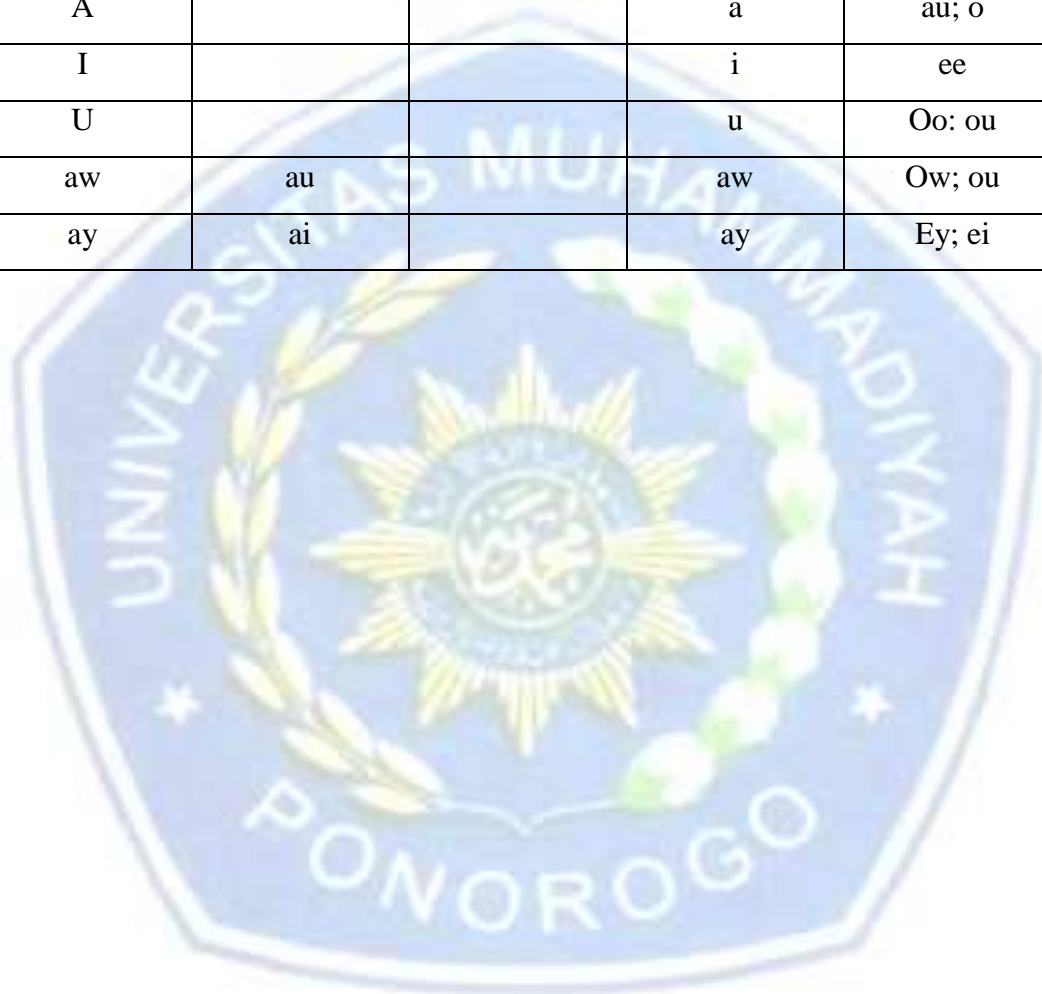 A a au; o
I i ee
U u Oo: ou
aw au aw Ow; ou
ay ai ay Ey; ei
UNIVERSITAS MUHAMMADIYAH
PONOROGO